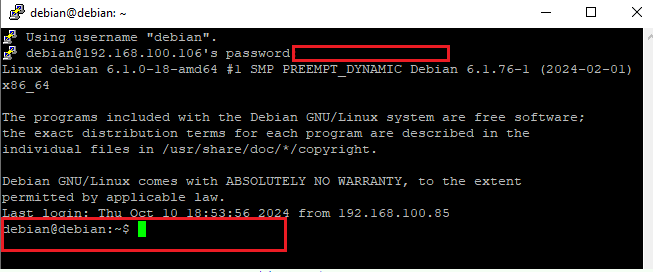 debian@debian: ~
Using username "debian".
debian@192.168.100.106's password
Linux debian 6.1.0-18-amd64 #1 SMP PREEMPT_DYNAMIC Debian 6.1.76-1 (2024-02-01)
x86_64
The programs included with the Debian GNU/Linux system are free software;
the exact distribution terms for each program are described in the
individual files in /usr/share/doc/*/copyright.
Debian GNU/Linux comes with ABSOLUTELY NO WARRANTY, to the extent
permitted by applicable law.
Last login: Thu Oct 10 18:53:56 2024 from 192.168.100.85
debian@debian:~$